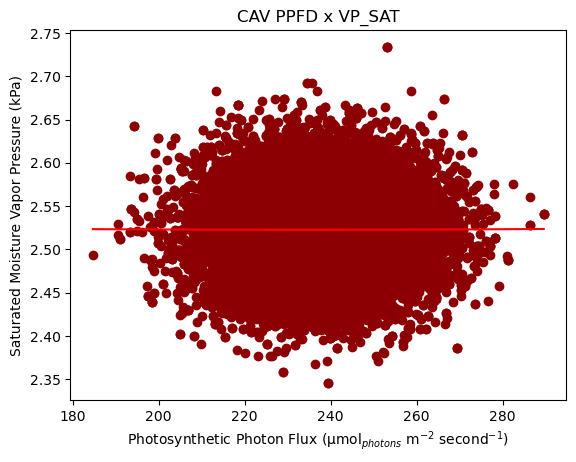 CAV PPFD x VP_SAT
2.75
2.70
2.65
2.60
2.55
2.50
2.45
2.40
2.35
Saturated Moisture Vapor Pressure (kPa)
180 200 220 240 260 280
Photosynthetic Photon Flux (μmol$_{photons}$ m$^{-2}$ second$^{-1}$)